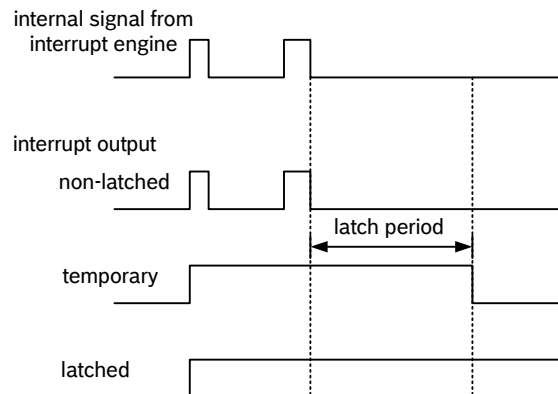 internal signal from
interrupt engine
interrupt output
non-latched
latch period
temporary
latched